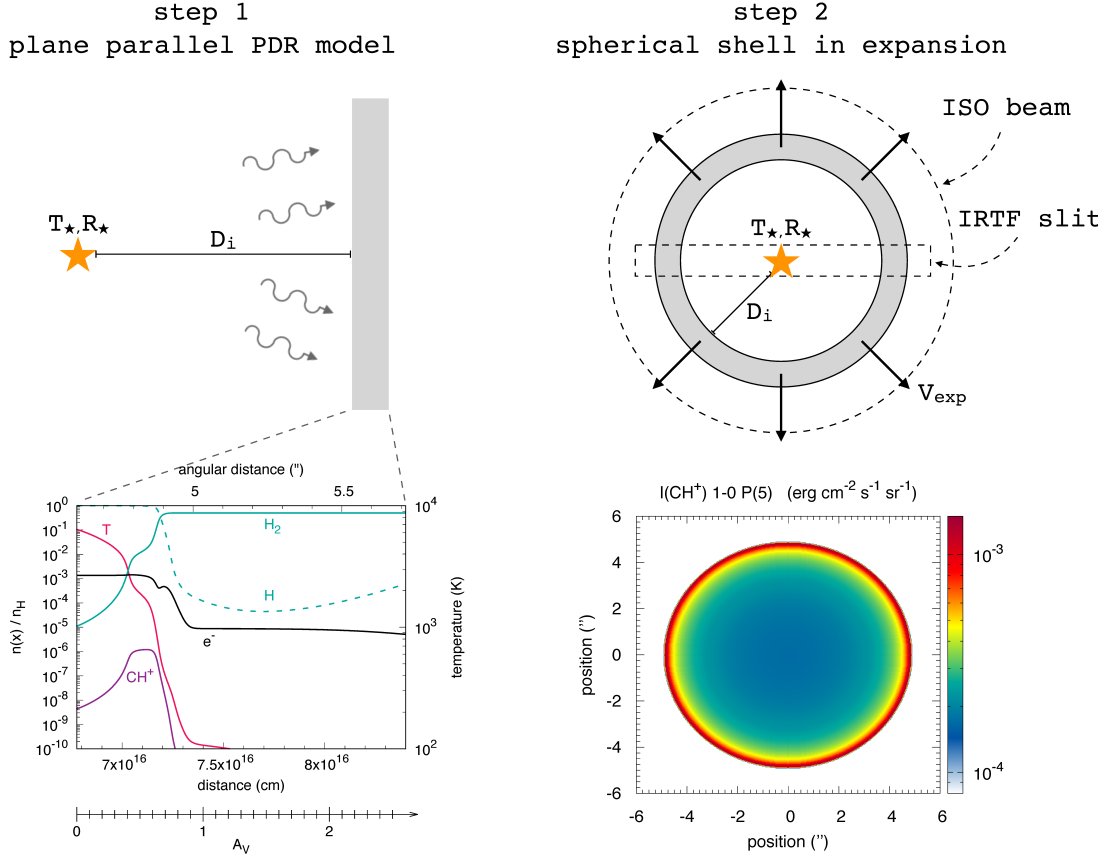 step 1
plane parallel PDR model
T★,R★
Di
angular distance (")
5
5.5
10^0
10^-1
10^-2
10^-3
10^-4
10^-5
10^-6
10^-7
10^-8
10^-9
10^-10
n(x) / nH
T
H2
H
e-
CH+
10^4
10^3
10^2
temperature (K)
7x10^16
7.5x10^16
8x10^16
distance (cm)
0
1
2
AV
step 2
spherical shell in expansion
ISO beam
IRTF slit
T★,R★
Di
Vexp
I(CH+) 1-0 P(5) (erg cm-2 s-1 sr-1)
6
4
2
0
-2
-4
-6
position ('')
-6
-4
-2
0
2
4
6
position ('')
10^-3
10^-4